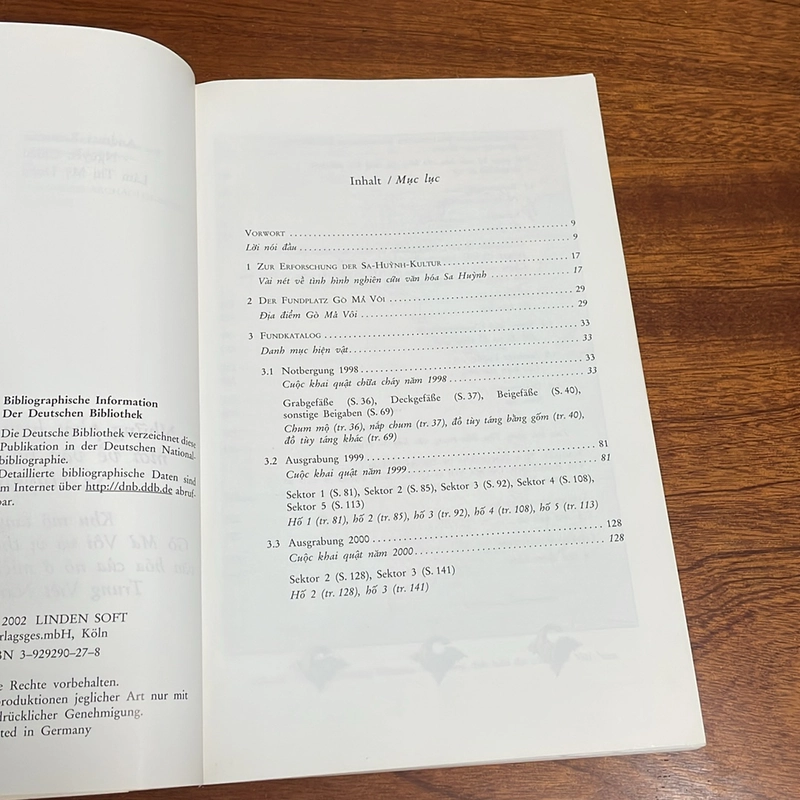 Bibliographische Information
Der Deutschen Bibliothek
Die Deutsche Bibliothek verzeichnet diese
Publikation in der Deutschen National-
bibliographie.
Detaillierte bibliographische Daten sind
m Internet über http://dnb.ddb.de abruf-
bar.
2002 LINDEN SOFT
rlagsges.mbH, Köln
BN 3–929290–27–8
e Rechte vorbehalten.
produktionen jeglicher Art nur mit
drücklicher Genehmigung.
ted in Germany
Inhalt / Mục lục
VORWORT 9
Lời nói đầu 9
1 ZUR ERFORSCHUNG DER SA-HUỲNH-KULTUR 17
Vài nét về tình hình nghiên cứu văn hóa Sa Huỳnh 17
2 DER FUNDPLATZ GÒ MẢ VÔI 29
Địa điểm Gò Mả Vôi 29
3 FUNDKATALOG 33
Danh mục hiện vật 33
3.1 Notbergung 1998 33
Cuộc khai quật chữa cháy năm 1998 33
Grabgefäße (S. 36), Deckgefäße (S. 37), Beigefäße (S. 40),
sonstige Beigaben (S. 69)
Chum mộ (tr. 36), nắp chum (tr. 37), đồ tùy táng bằng gốm (tr. 40),
đồ tùy táng khác (tr. 69)
3.2 Ausgrabung 1999 81
Cuộc khai quật năm 1999 81
Sektor 1 (S. 81), Sektor 2 (S. 85), Sektor 3 (S. 92), Sektor 4 (S. 108),
Sektor 5 (S. 113)
Hố 1 (tr. 81), hố 2 (tr. 85), hố 3 (tr. 92), hố 4 (tr. 108), hố 5 (tr. 113)
3.3 Ausgrabung 2000 128
Cuộc khai quật năm 2000 128
Sektor 2 (S. 128), Sektor 3 (S. 141)
Hố 2 (tr. 128), hố 3 (tr. 141)